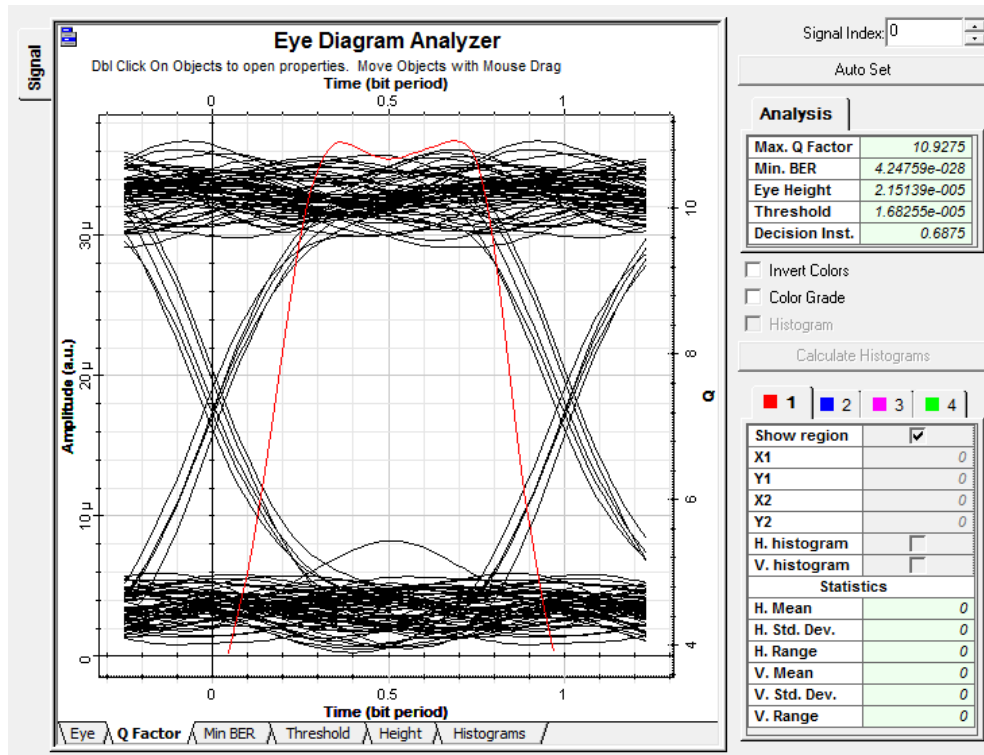 Signal
Eye Diagram Analyzer
Dbl Click On Objects to open properties. Move Objects with Mouse Drag
Time (bit period)
0 0.5 1
Amplitude (a.u.)
30 µ
20 µ
10 µ
0
Q
10
8
6
4
0 0.5 1
Time (bit period)
Eye Q Factor Min BER Threshold Height Histograms
Signal Index: 0
Auto Set
Analysis
Max. Q Factor 10.9275
Min. BER 4.24759e-028
Eye Height 2.15139e-005
Threshold 1.68255e-005
Decision Inst. 0.6875
Invert Colors
Color Grade
Histogram
Calculate Histograms
1 2 3 4
Show region
X1 0
Y1 0
X2 0
Y2 0
H. histogram
V. histogram
Statistics
H. Mean 0
H. Std. Dev. 0
H. Range 0
V. Mean 0
V. Std. Dev. 0
V. Range 0